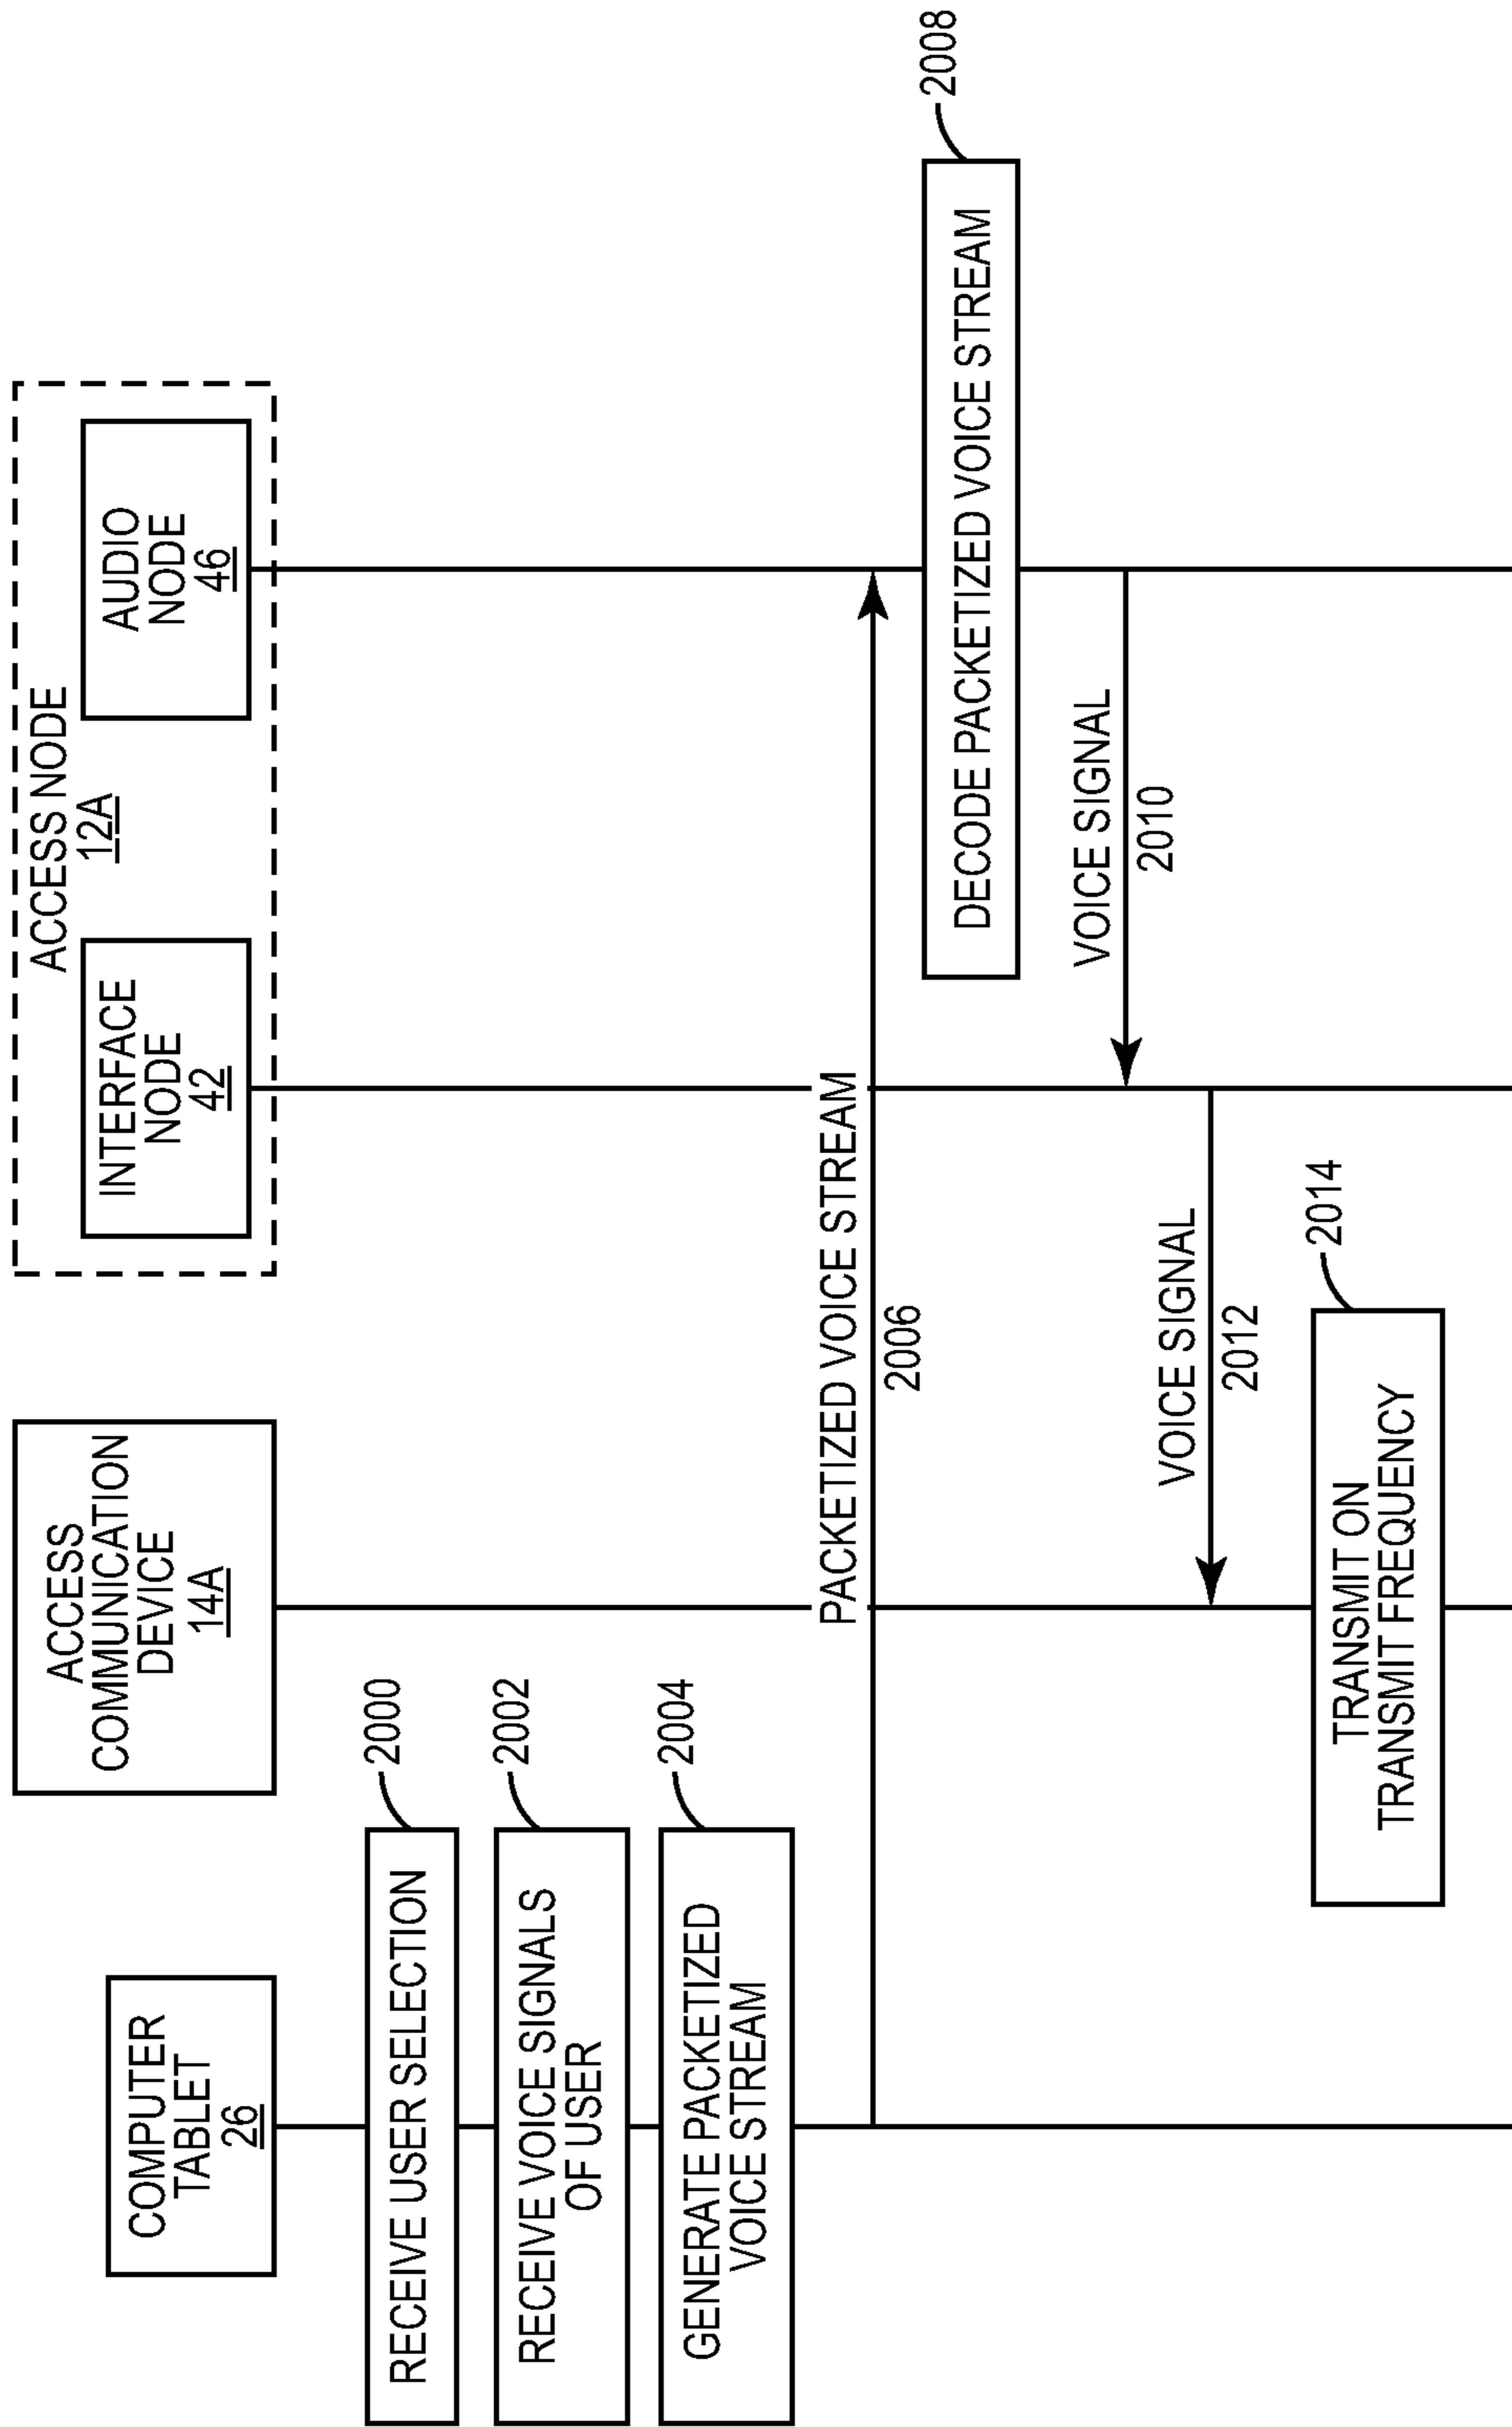 COMPUTER
TABLET
26
ACCESS
COMMUNICATION
DEVICE
14A
ACCESS NODE
12A
INTERFACE
NODE
42
AUDIO
NODE
46
RECEIVE USER SELECTION
2000
RECEIVE VOICE SIGNALS
OF USER
2002
GENERATE PACKETIZED
VOICE STREAM
2004
PACKETIZED VOICE STREAM
2006
DECODE PACKETIZED VOICE STREAM
2008
VOICE SIGNAL
2010
VOICE SIGNAL
2012
TRANSMIT ON
TRANSMIT FREQUENCY
2014